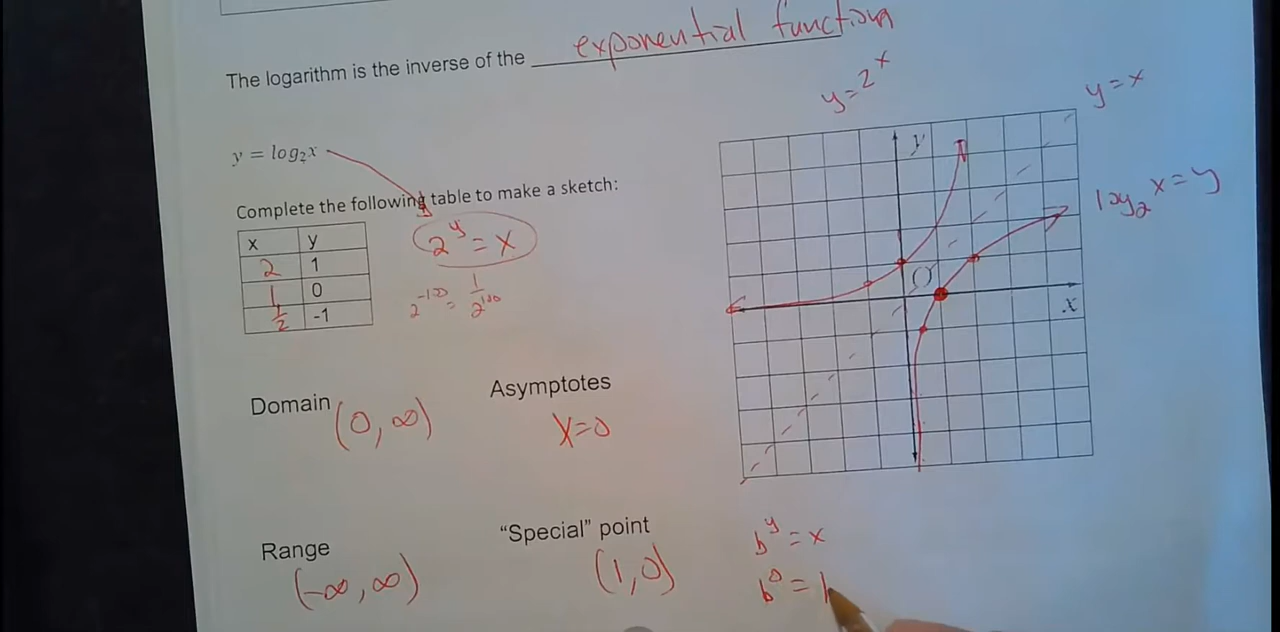 The logarithm is the inverse of the exponential function
y = 2^x
y = x
y = log₂x
log₂ x = y
Complete the following table to make a sketch:
2^y = x
x y
2 1
1 0
1/2 -1
2^-100 = 1/2^100
y
x
Domain (0, ∞)
Asymptotes
x=0
Range
(-∞, ∞)
“Special” point
(1, 0)
b^y = x
b^0 = 1